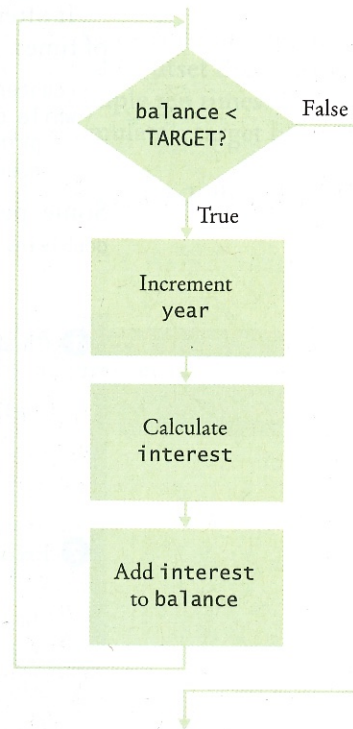 balance <
TARGET?
False
True
Increment
year
Calculate
interest
Add interest
to balance